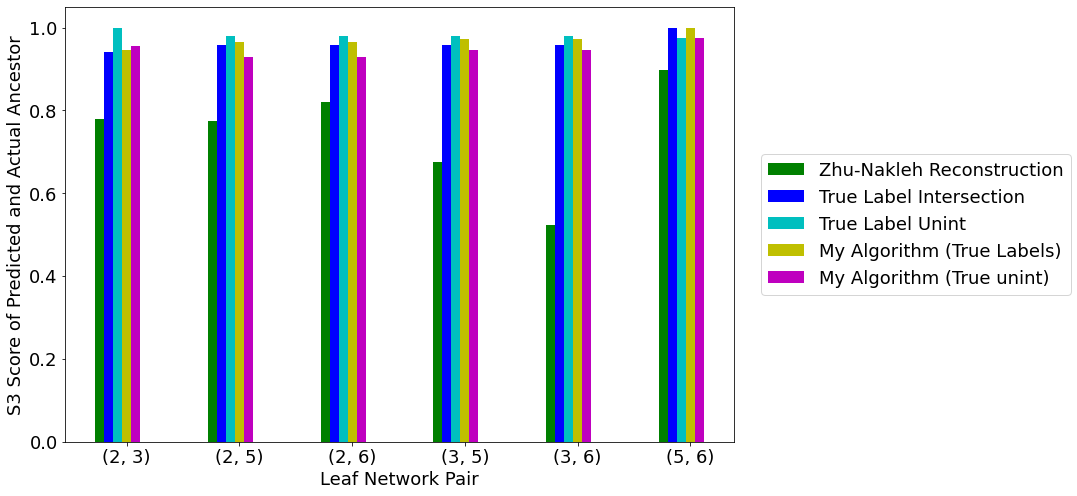 S3 Score of Predicted and Actual Ancestor
1.0
0.8
0.6
0.4
0.2
0.0
(2, 3) (2, 5) (2, 6) (3, 5) (3, 6) (5, 6)
Leaf Network Pair
Zhu-Nakleh Reconstruction
True Label Intersection
True Label Unint
My Algorithm (True Labels)
My Algorithm (True unint)